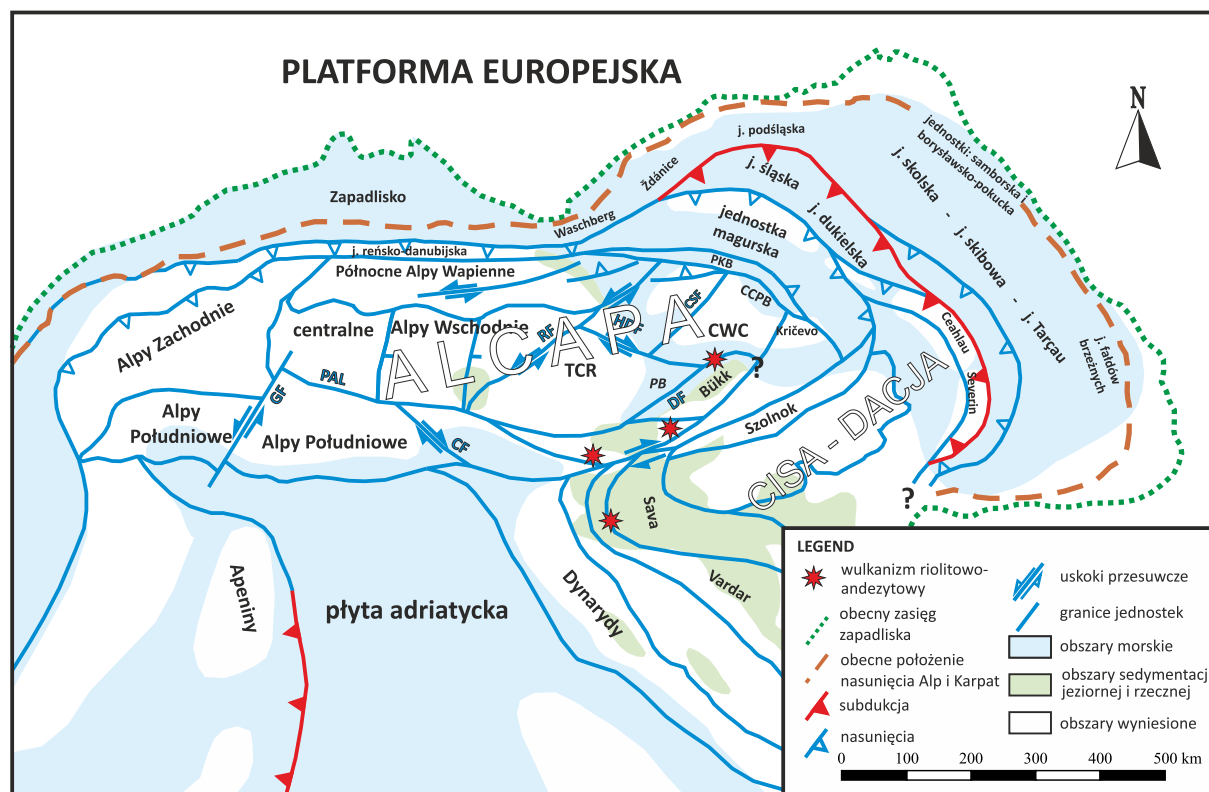 PLATFORMA EUROPEJSKA
N
Zapadlisko
Waschberg
Ždánice
j. podśląska
j. śląska
jednostki: samborska i
borysławsko-pokucka
j. skolska - j. skibowa - j. Tarçau
j. fałdów
brzeżnych
j. dukielska
jednostka
magurska
j. reńsko-danubijska
Północne Alpy Wapienne
PKB
CCPB
CSF
HDF
RF
CWC
Kričevo
Ceahlau
Severin
Alpy Zachodnie
centralne
Alpy Wschodnie
ALCAPA
TCR
PAL
GF
PB
Bükk
?
DF
Szolnok
CISA - DACJA
Alpy
Południowe
Alpy Południowe
CF
?
Sava
Vardar
Dynarydy
Apeniny
płyta adriatycka
LEGEND
wulkanizm riolitowo-
andezytowy
obecny zasięg
zapadliska
obecne położenie
nasunięcia Alp i Karpat
subdukcja
nasunięcia
uskoki przesuwcze
granice jednostek
obszary morskie
obszary sedymentacji
jeziornej i rzecznej
obszary wyniesione
0 100 200 300 400 500 km